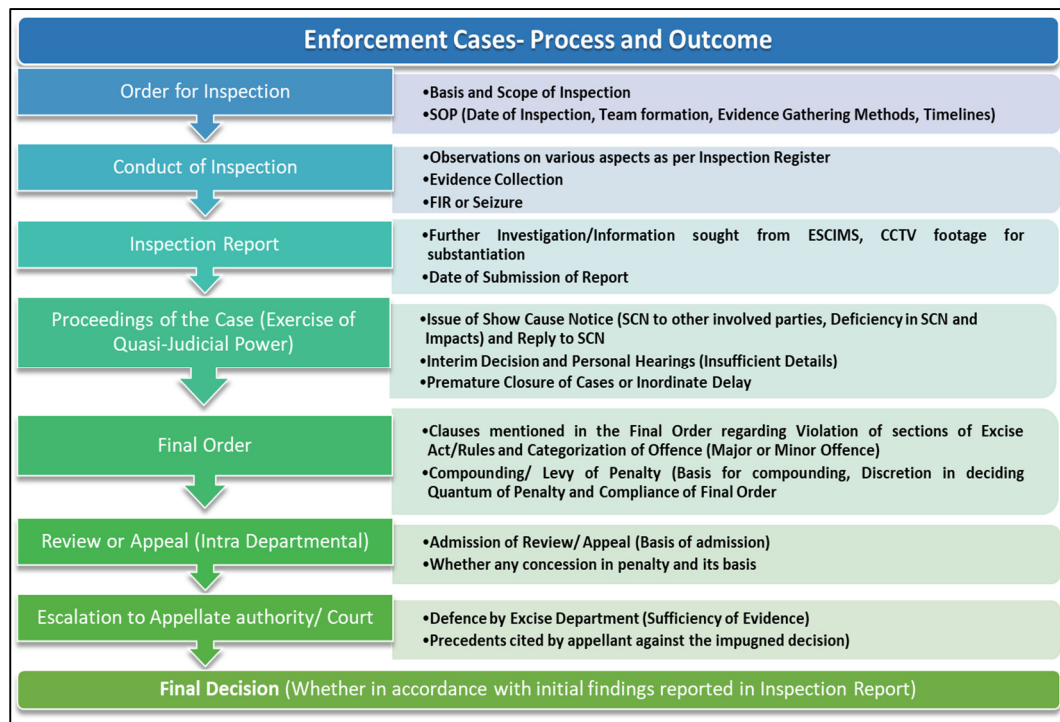 Enforcement Cases- Process and Outcome
Order for Inspection
•Basis and Scope of Inspection
•SOP (Date of Inspection, Team formation, Evidence Gathering Methods, Timelines)
Conduct of Inspection
•Observations on various aspects as per Inspection Register
•Evidence Collection
•FIR or Seizure
Inspection Report
•Further Investigation/Information sought from ESCIMS, CCTV footage for
substantiation
•Date of Submission of Report
Proceedings of the Case (Exercise of
Quasi-Judicial Power)
•Issue of Show Cause Notice (SCN to other involved parties, Deficiency in SCN and
Impacts) and Reply to SCN
•Interim Decision and Personal Hearings (Insufficient Details)
•Premature Closure of Cases or Inordinate Delay
Final Order
•Clauses mentioned in the Final Order regarding Violation of sections of Excise
Act/Rules and Categorization of Offence (Major or Minor Offence)
•Compounding/ Levy of Penalty (Basis for compounding, Discretion in deciding
Quantum of Penalty and Compliance of Final Order
Review or Appeal (Intra Departmental)
•Admission of Review/ Appeal (Basis of admission)
•Whether any concession in penalty and its basis
Escalation to Appellate authority/ Court
•Defence by Excise Department (Sufficiency of Evidence)
•Precedents cited by appellant against the impugned decision)
Final Decision (Whether in accordance with initial findings reported in Inspection Report)